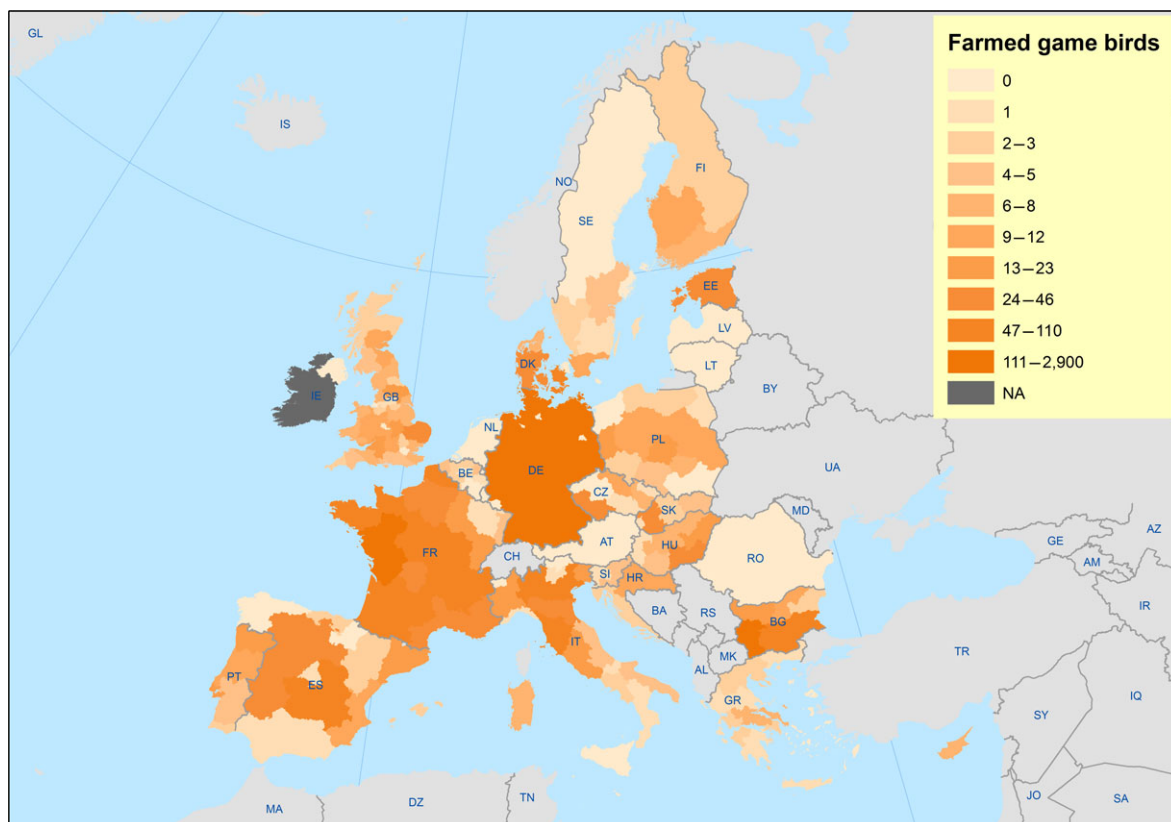 Farmed game birds
0
1
2–3
4–5
6–8
9–12
13–23
24–46
47–110
111–2,900
NA
GL
IS
NO
SE
FI
EE
LV
LT
DK
IE
GB
NL
BE
DE
PL
BY
UA
CZ
SK
MD
FR
CH
AT
HU
RO
SI
HR
BA
RS
BG
GE
AZ
AM
IR
IT
MK
AL
GR
TR
PT
ES
SY
IQ
MA
DZ
TN
JO
SA